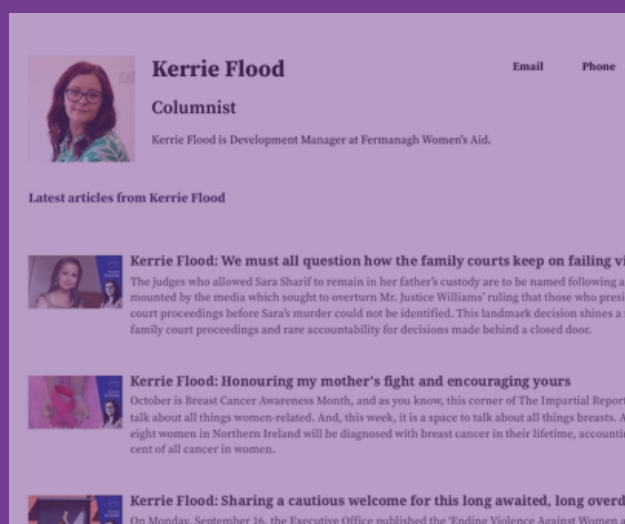 Kerrie Flood
Email
Phone
Columnist
Kerrie Flood is Development Manager at Fermanagh Women's Aid.
Latest articles from Kerrie Flood
Kerrie Flood: We must all question how the family courts keep on failing
The judges who allowed Sara Sharif to remain in her father's custody are to be named following a
mounted by the media which sought to overturn Mr. Justice Williams' ruling that those who
court proceedings before Sara's murder could not be identified. This landmark decision shines a
family court proceedings and rare accountability for decisions made behind a closed door.
Kerrie Flood: Honouring my mother's fight and encouraging yours
October is Breast Cancer Awareness Month, and as you know, this corner of The Impartial
talk about all things women-related. And, this week, it is a space to talk about all things breasts.
eight women in Northern Ireland will be diagnosed with breast cancer in their lifetime,
cent of all cancer in women.
Kerrie Flood: Sharing a cautious welcome for this long awaited, long
On Monday, September 16, the Executive Office published the 'Ending Violence Against Women